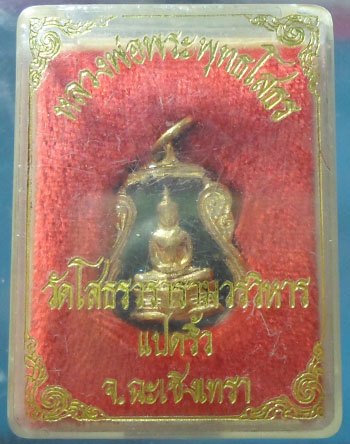 หลวงพ่อพระพุทธโสธร
วัดโสธรวรารามวรวิหาร
แปดริ้ว
จ.ฉะเชิงเทรา